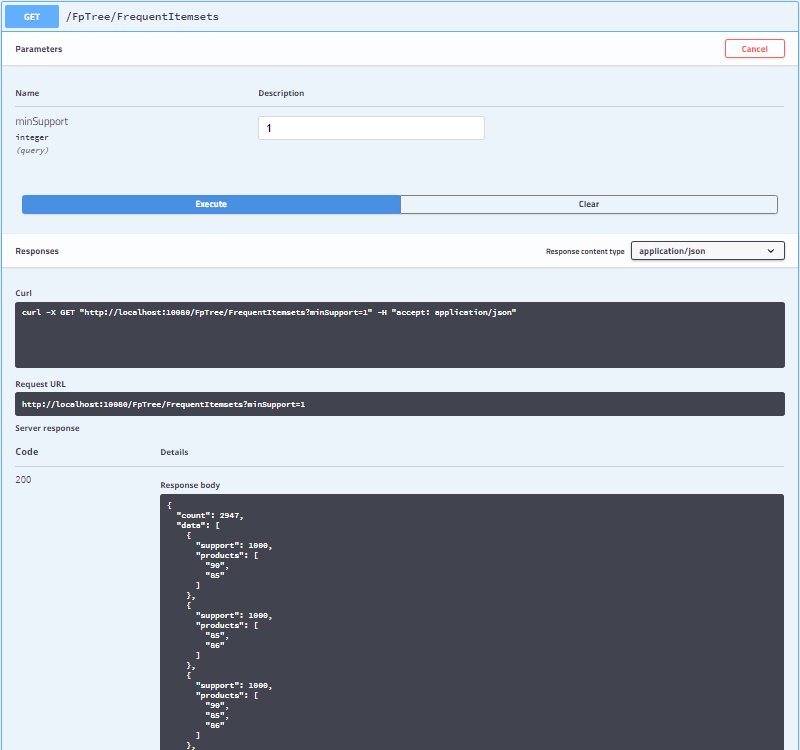 GET /FpTree/FrequentItemsets
Parameters
Cancel
Name Description
minSupport
integer
(query)
1
Execute Clear
Responses Response content type application/json
Curl
curl -X GET "http://localhost:10080/FpTree/FrequentItemsets?minSupport=1" -H "accept: application/json"
Request URL
http://localhost:10080/FpTree/FrequentItemsets?minSupport=1
Server response
Code Details
200
Response body
{
"count": 2947,
"data": [
{
"support": 1000,
"products": [
"90",
"85"
]
},
{
"support": 1000,
"products": [
"85",
"86"
]
},
{
"support": 1000,
"products": [
"90",
"85",
"86"
]
},